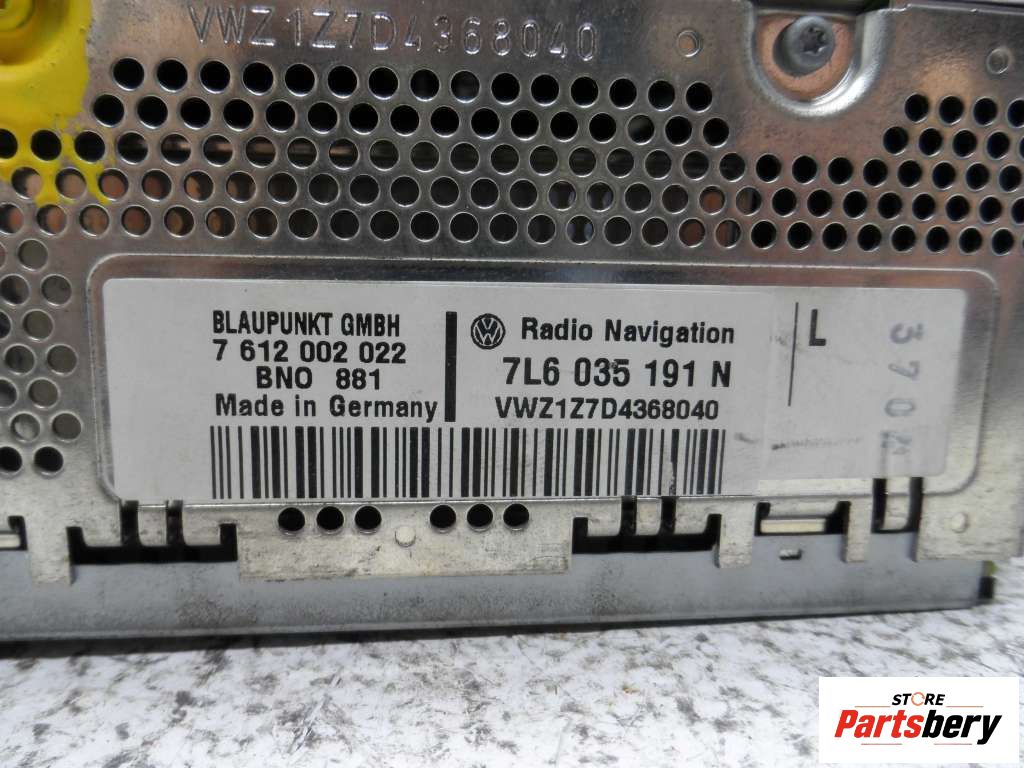 VWZ1Z7D4368040
BLAUPUNKT GMBH
7 612 002 022
BNO 881
Made in Germany
VW Radio Navigation
7L6 035 191 N
VWZ1Z7D4368040
L
STORE
Partsbery